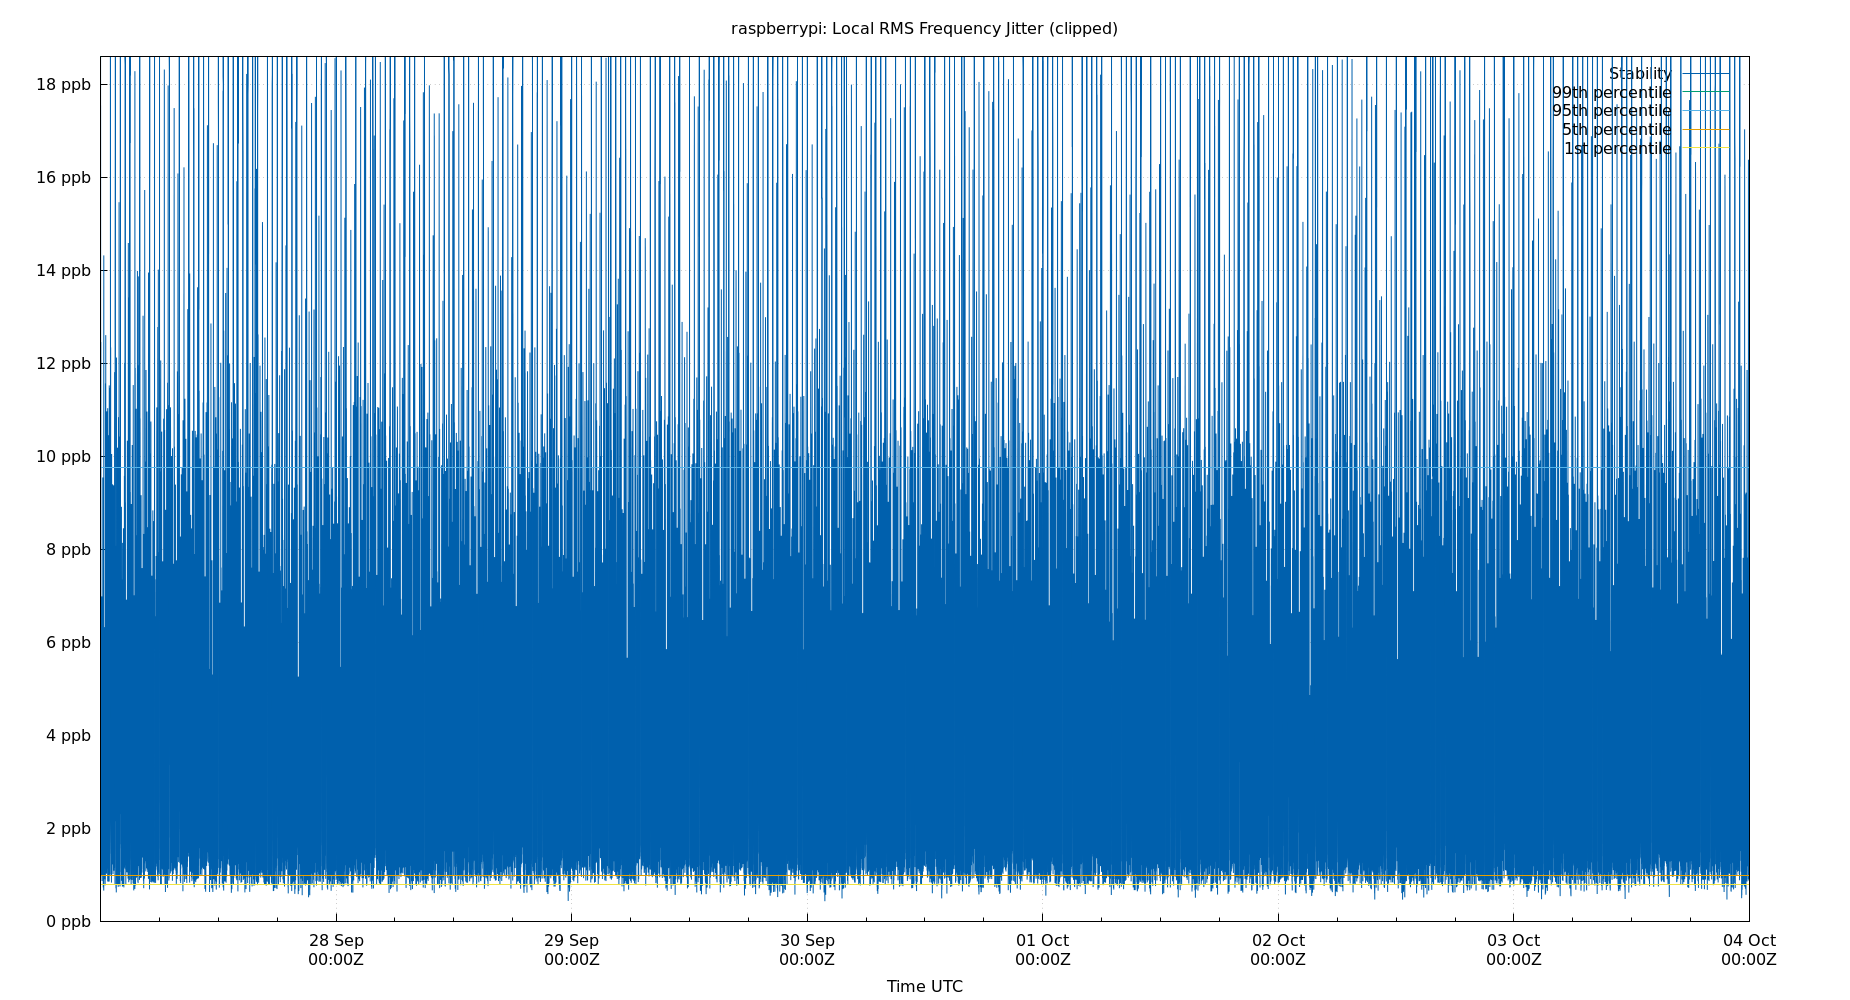 raspberrypi: Local RMS Frequency Jitter (clipped)
18 ppb
16 ppb
14 ppb
12 ppb
10 ppb
8 ppb
6 ppb
4 ppb
2 ppb
0 ppb
Stability
99th percentile
95th percentile
5th percentile
1st percentile
28 Sep
00:00Z
29 Sep
00:00Z
30 Sep
00:00Z
01 Oct
00:00Z
02 Oct
00:00Z
03 Oct
00:00Z
04 Oct
00:00Z
Time UTC